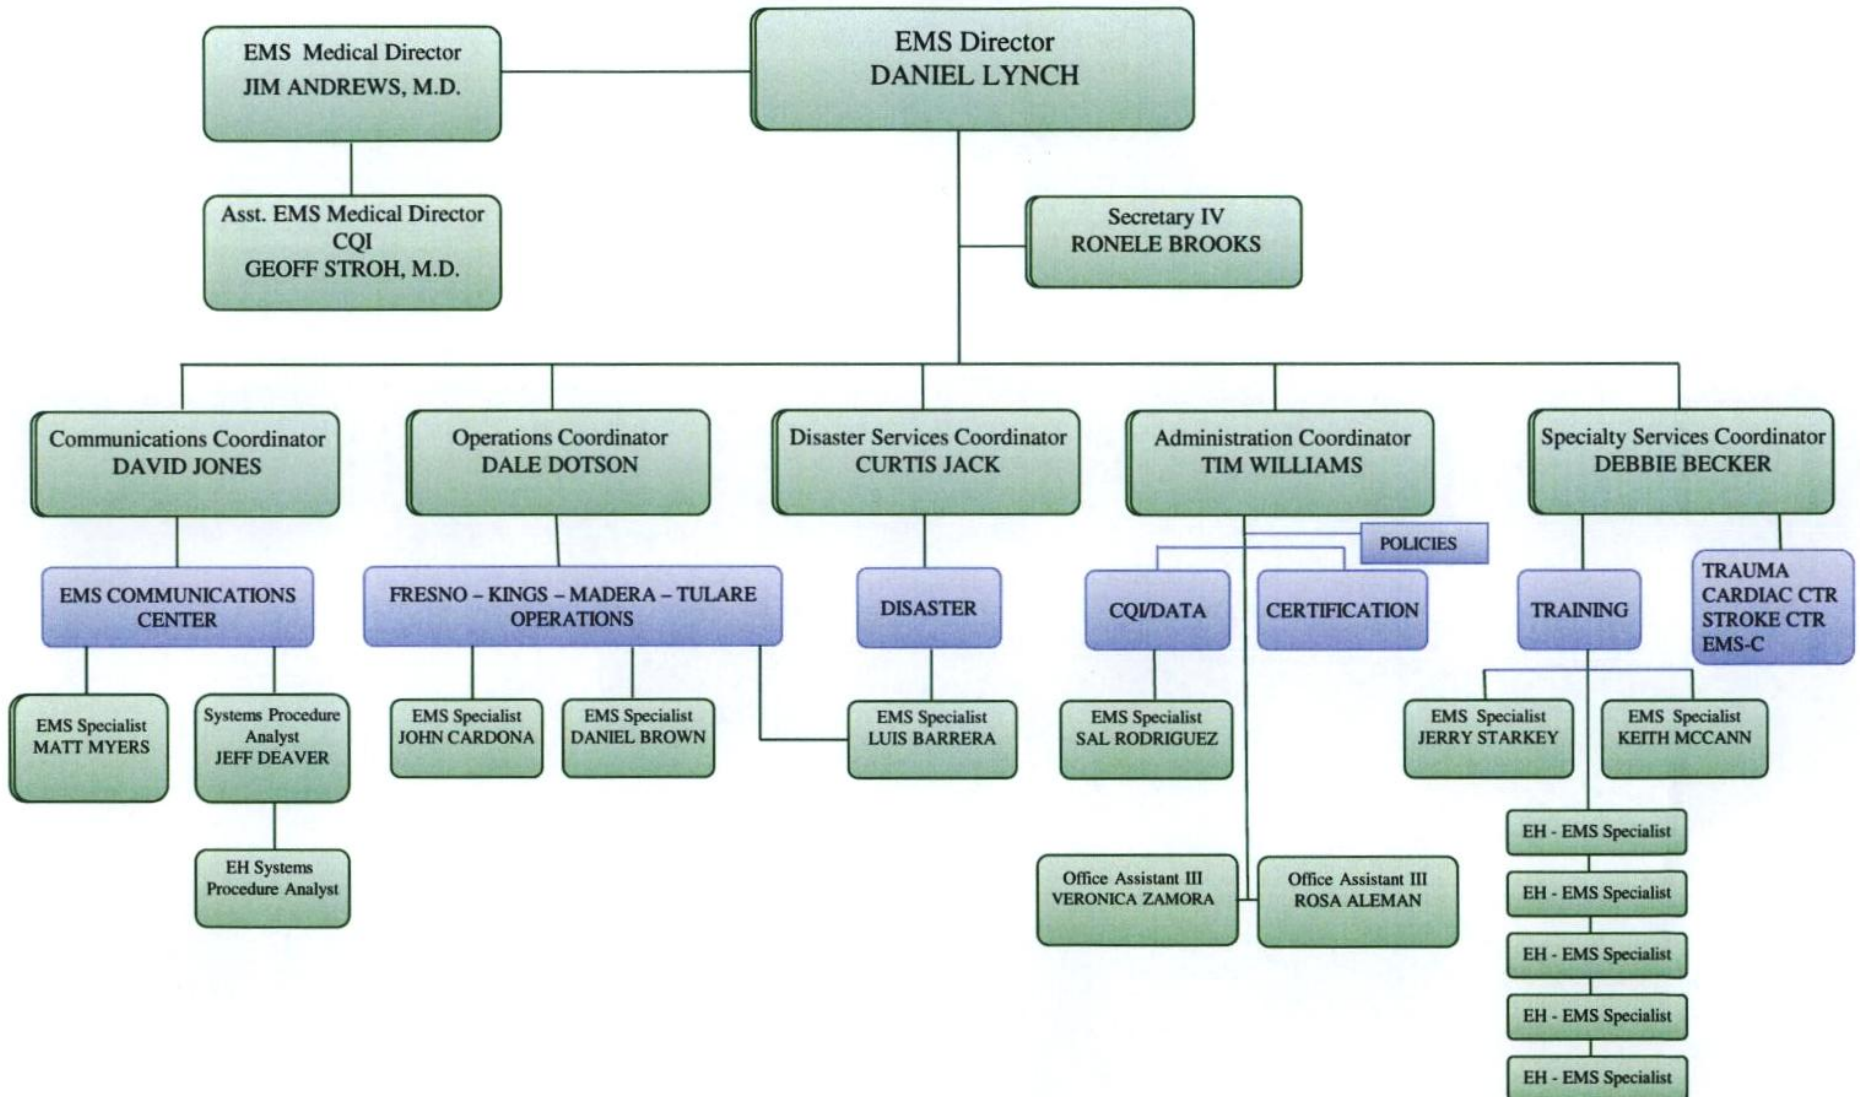 EMS Medical Director
JIM ANDREWS, M.D.
EMS Director
DANIEL LYNCH
Asst. EMS Medical Director
CQI
GEOFF STROH, M.D.
Secretary IV
RONELE BROOKS
Communications Coordinator
DAVID JONES
Operations Coordinator
DALE DOTSON
Disaster Services Coordinator
CURTIS JACK
Administration Coordinator
TIM WILLIAMS
Specialty Services Coordinator
DEBBIE BECKER
POLICIES
EMS COMMUNICATIONS
CENTER
FRESNO – KINGS – MADERA – TULARE
OPERATIONS
DISASTER
CQI/DATA
CERTIFICATION
TRAINING
TRAUMA
CARDIAC CTR
STROKE CTR
EMS-C
EMS Specialist
MATT MYERS
Systems Procedure
Analyst
JEFF DEAVER
EMS Specialist
JOHN CARDONA
EMS Specialist
DANIEL BROWN
EMS Specialist
LUIS BARRERA
EMS Specialist
SAL RODRIGUEZ
EMS Specialist
JERRY STARKEY
EMS Specialist
KEITH MCCANN
EH Systems
Procedure Analyst
Office Assistant III
VERONICA ZAMORA
Office Assistant III
ROSA ALEMAN
EH - EMS Specialist
EH - EMS Specialist
EH - EMS Specialist
EH - EMS Specialist
EH - EMS Specialist